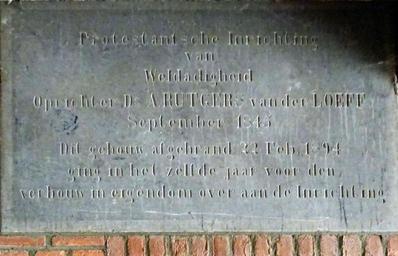 Protestantsche Inrichting
van
Weldadigheid
Oprichter Ds. A RUTGERS van der LOEFF
September 1845
Dit gebouw afgebrand 22 Feb. 1894
ging in het zelfde jaar voor den
verbouw in eigendom over aan de Inrichting